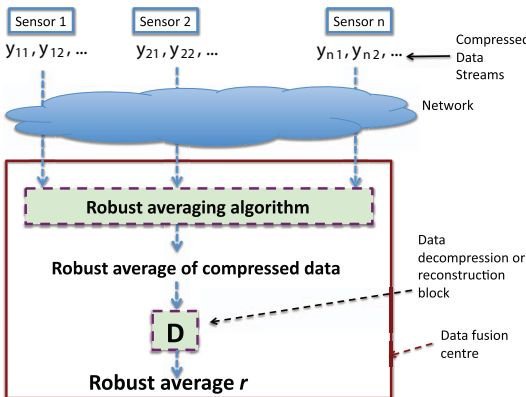 Sensor 1
Sensor 2
Sensor n
y11, y12, ...
y21, y22, ...
yn1, yn2, ...
Compressed
Data
Streams
Network
Robust averaging algorithm
Robust average of compressed data
Data
decompression or
reconstruction
block
D
Data fusion
centre
Robust average r